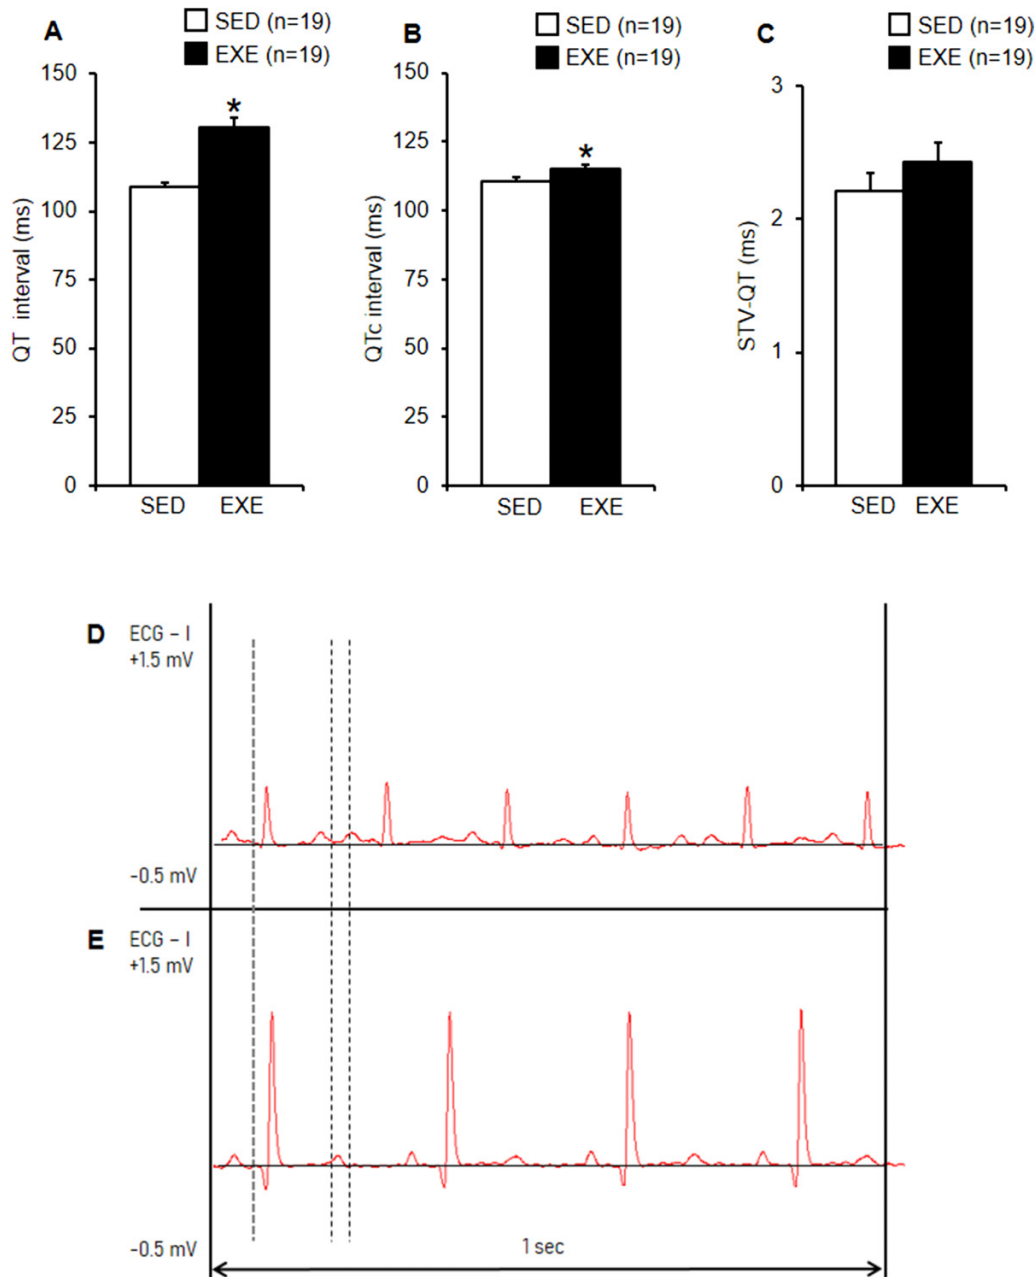 A
SED (n=19)
EXE (n=19)
150
125
100
75
50
25
0
QT interval (ms)
*
SED EXE
B
SED (n=19)
EXE (n=19)
150
125
100
75
50
25
0
QTc interval (ms)
*
SED EXE
C
SED (n=19)
EXE (n=19)
3
2
1
0
STV-QT (ms)
SED EXE
D ECG – I
+1.5 mV
-0.5 mV
E ECG – I
+1.5 mV
-0.5 mV
1 sec